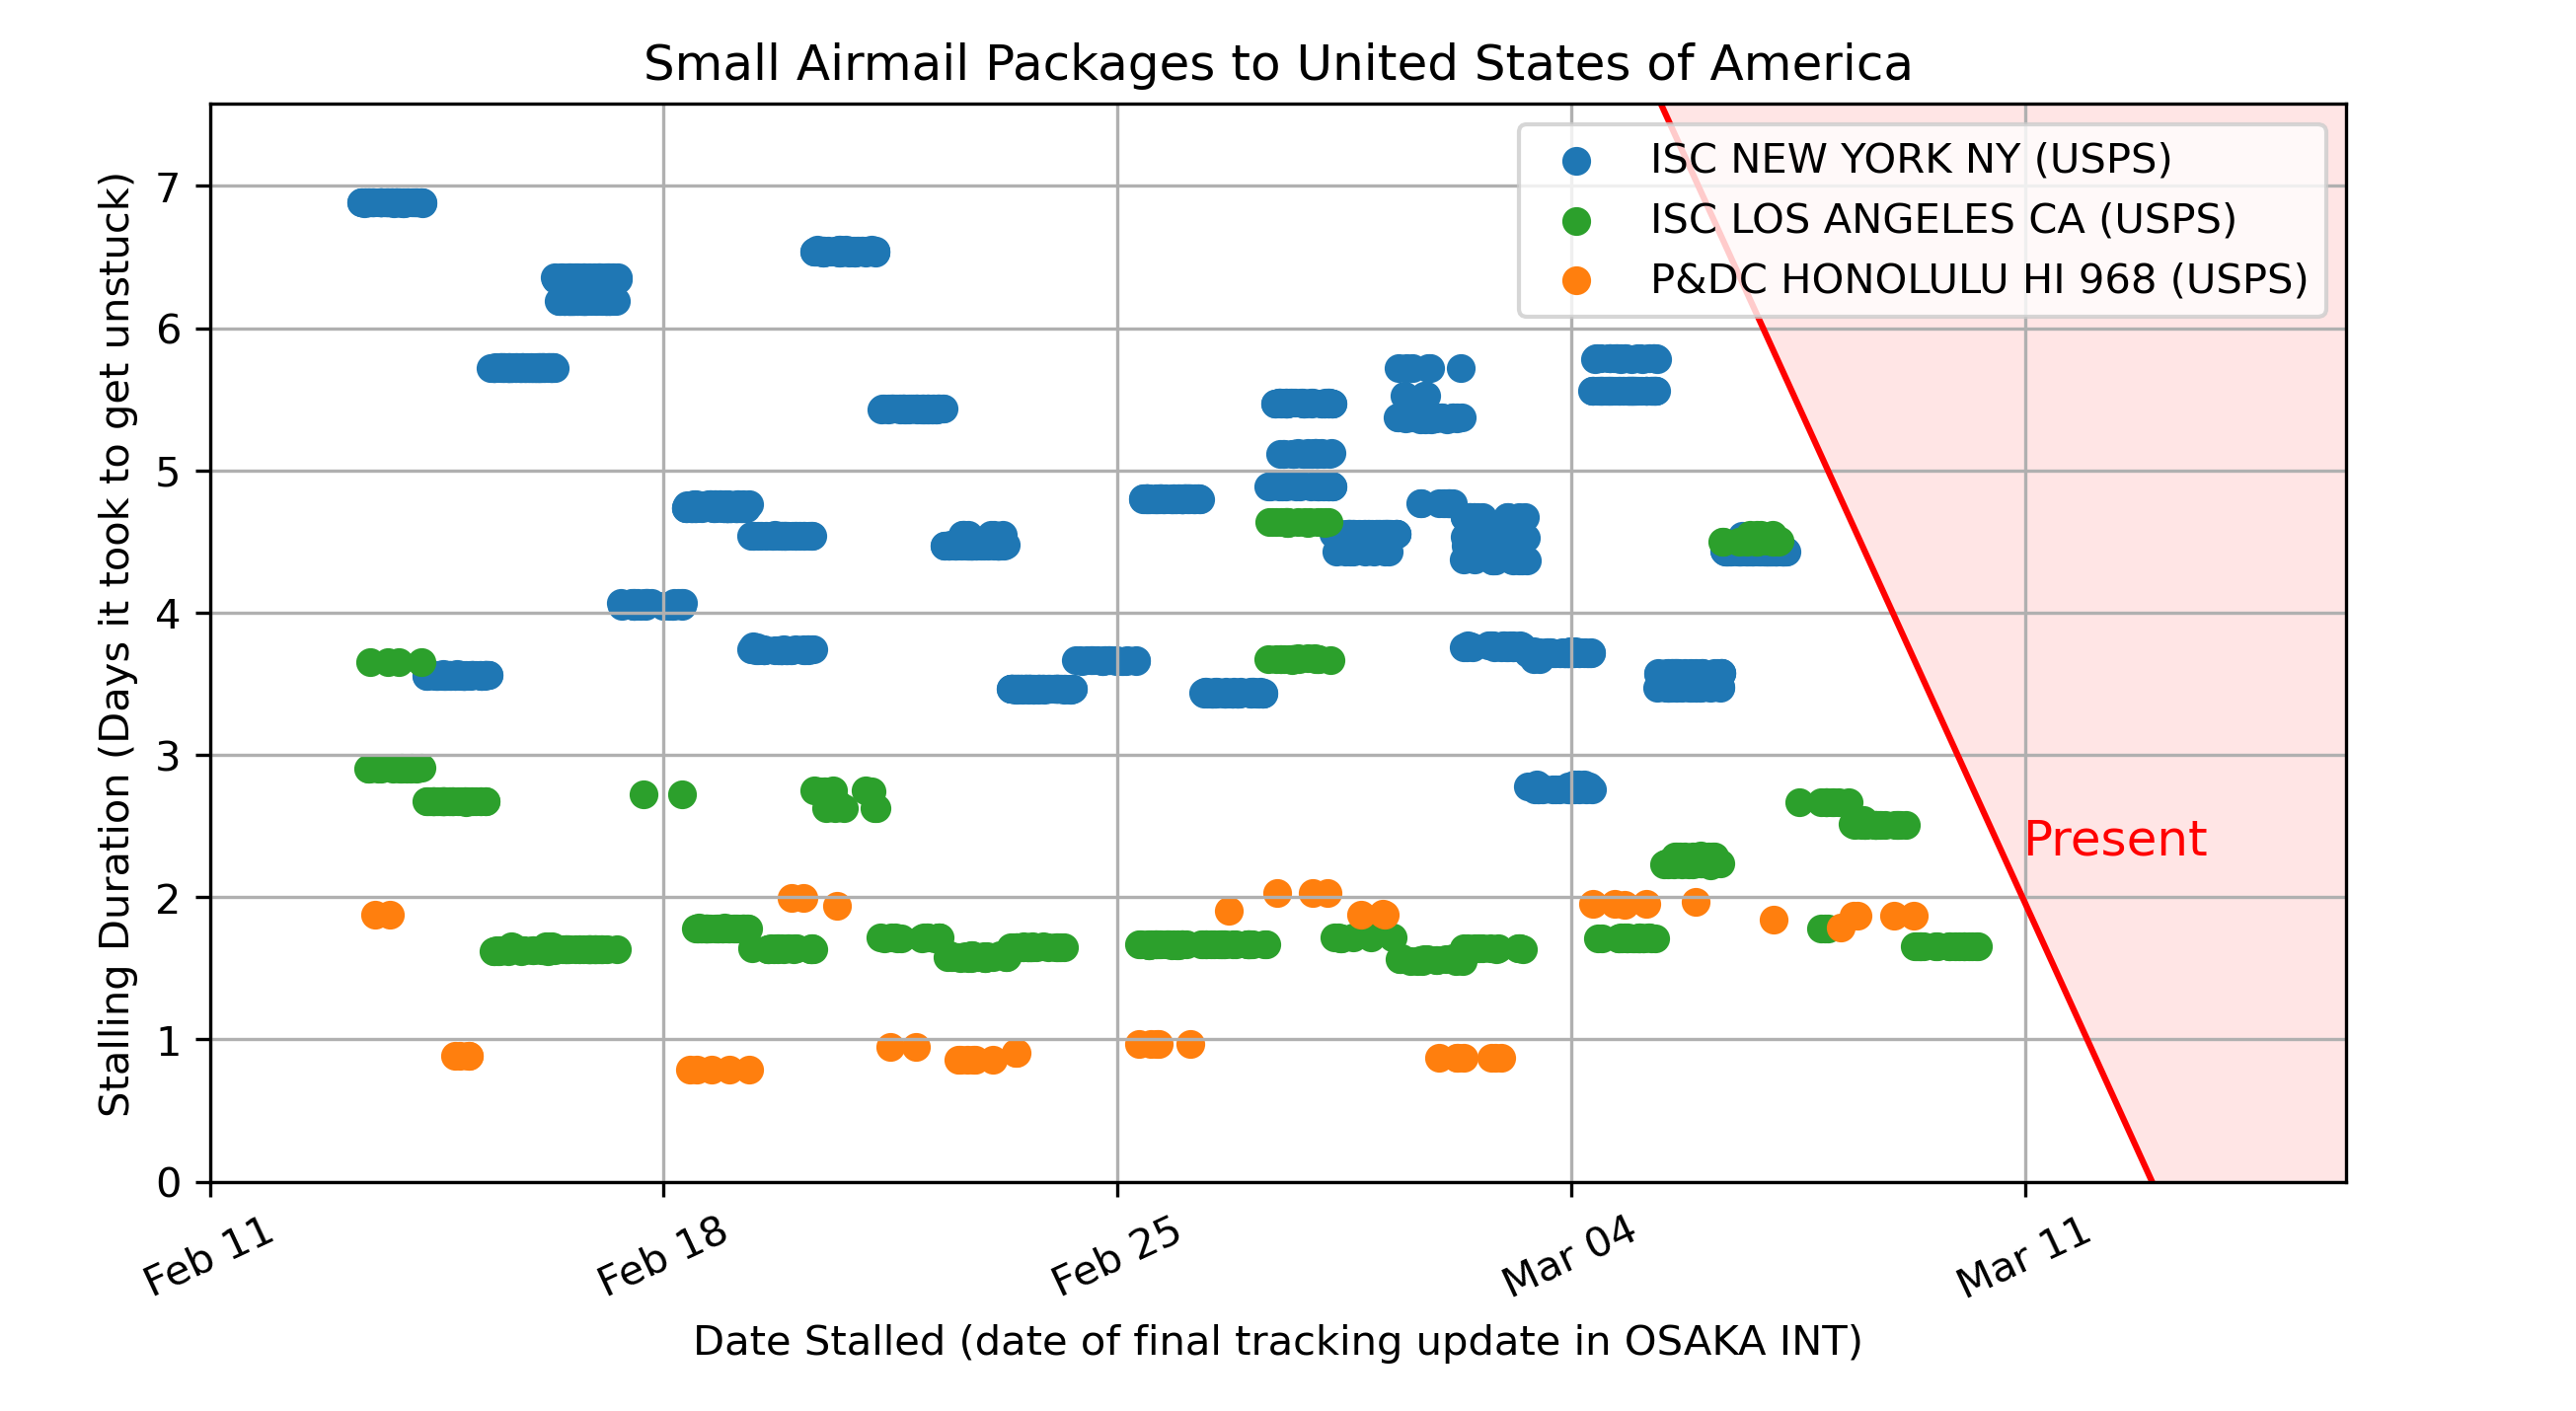 Small Airmail Packages to United States of America
ISC NEW YORK NY (USPS)
ISC LOS ANGELES CA (USPS)
P&DC HONOLULU HI 968 (USPS)
Stalling Duration (Days it took to get unstuck)
7
6
5
4
3
2
1
0
Present
Feb 11
Feb 18
Feb 25
Mar 04
Mar 11
Date Stalled (date of final tracking update in OSAKA INT)